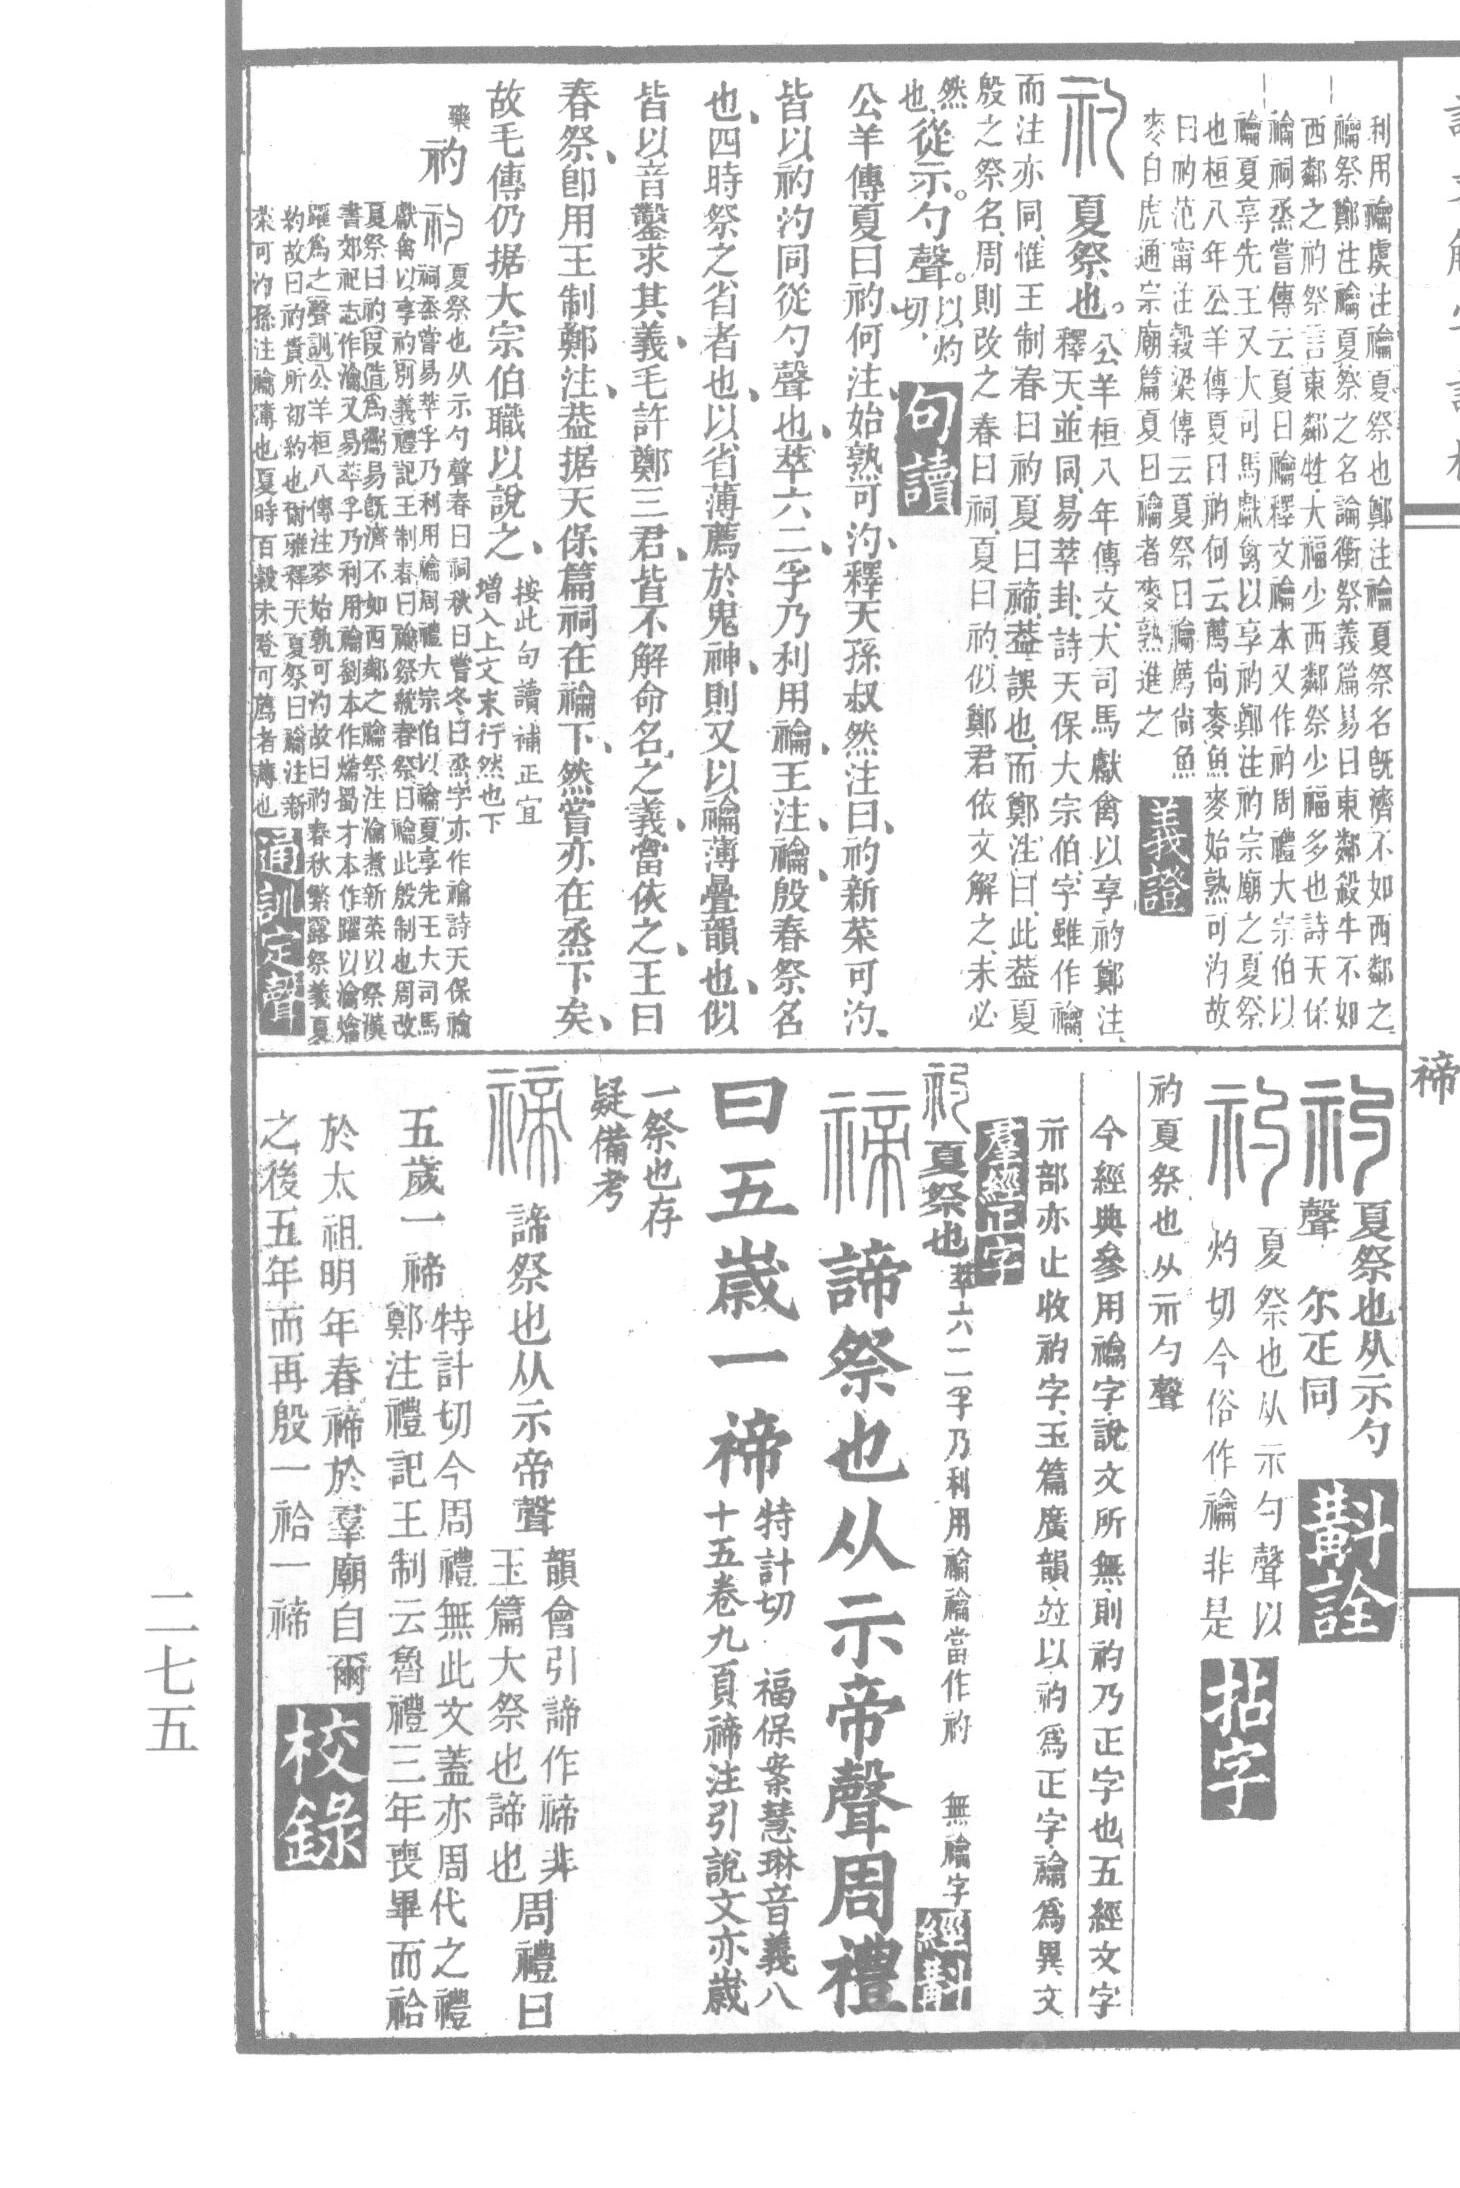 利用禴虞注禴夏祭也鄭注禴夏祭名旣濟不如西鄰之
禴祭鄭注禴夏祭之名論衡祭義篇易曰東鄰殺牛不如
西鄰之礿祭言東鄰牲大福少西鄰祭少福多也詩天保
禴祠烝嘗傳云夏曰禴釋文禴本又作礿周禮大宗伯以
禴夏享先王又大司馬獻禽以享礿鄭注礿宗廟之夏祭
也桓八年公羊傳夏曰礿何云薦尙麥魚麥始熟可汋故
曰礿范甯注穀梁傳云夏祭曰禴薦尙魚
麥白虎通宗廟篇夏曰禴者麥熟進之
義證
礿
夏祭也。
公羊桓八年傳文大司馬獻禽以享礿鄭注
釋天、並同、易萃卦、詩天保大宗伯、字雖作禴、
而注亦同、惟王制春曰礿夏曰禘、葢誤也、而鄭注曰、此葢夏
殷之祭名、周則改之、春曰祠、夏曰礿、似鄭君依文解之、未必
然
也、
從示。勺聲。
以灼
切、
句讀
公羊傳夏曰礿何注始熟可汋、
皆以礿汋同從勺聲也、萃六二、孚乃利用禴、王注、禴殷春祭名
也、四時祭之省者也、以省薄薦於鬼神、則又以禴薄疊韻也、似
皆以音鑿求其義、毛許鄭三君、皆不解命名之義、當依之、王曰
春祭、卽用王制鄭注、葢据天保篇祠在禴下、然嘗亦在烝下矣、
故毛傳仍据大宗伯職以說之、
按此句讀補正宜
增入上文末行然也下
藥
礿
礿
夏祭也从示勺聲春曰祠秋曰嘗冬曰烝字亦作禴詩天保禴
祠烝嘗易萃孚乃利用禴周禮大宗伯以禴夏享先王大司馬
獻禽以享礿別義禮記王制春曰禴祭統春祭曰禴此殷制也周改
夏祭曰礿叚借爲鬻易旣濟不如西鄰之禴祭注瀹煮新菜以祭漢
書郊祀志作瀹又易萃孚乃利用禴劉本作爚蜀才本作躍以瀹爚
躍爲之聲訓公羊桓八傳注麥始孰可汋故曰礿春秋繁露祭義夏
約故曰礿貴所初礿也爾雅釋天夏祭曰禴注新
菜可汋孫注禴薄也夏時百穀未登可薦者薄也
通訓定聲
禘
礿
夏祭也从示勺
聲 尒疋同
斠詮
礿
夏祭也从示勺聲以
灼切今俗作禴非是
拈字
礿夏祭也从示勺聲
今經典參用禴字說文所無則礿乃正字也五經文字
示部亦止收礿字玉篇廣韻竝以礿爲正字禴爲異文
羣經正字
礿
夏祭也
萃六二孚乃利用禴禴當作礿 無禴字
經斠
禘
諦祭也从示帝聲周禮
曰五歲一禘
特計切 福保案慧琳音義八
十五卷九頁禘注引說文亦歲
一祭也存
疑備考
禘
諦祭也从示帝聲
韻會引諦作禘非
玉篇大祭也諦也
周禮曰
五歲一禘
特計切今周禮無此文蓋亦周代之禮
鄭注禮記王制云魯禮三年喪畢而祫
於太祖明年春禘於羣廟自爾
之後五年而再殷一祫一禘
校錄
二七五